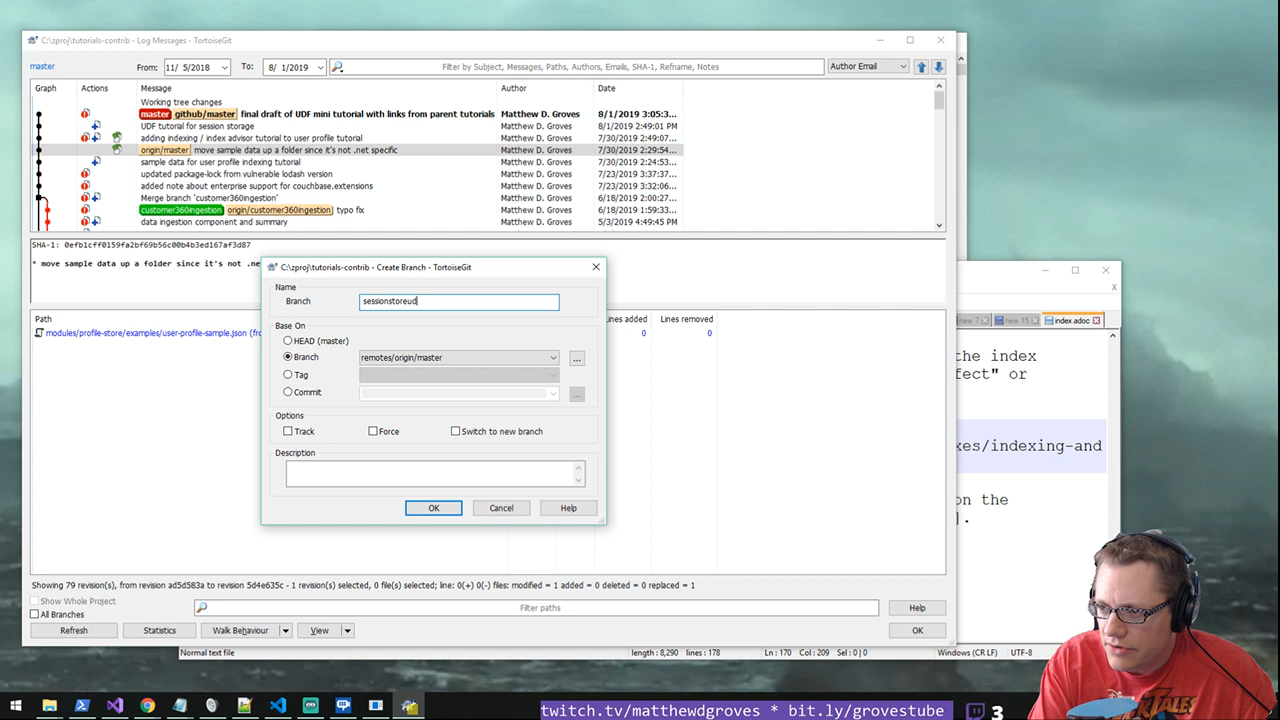 C:\zproj\tutorials-contrib - Log Messages - TortoiseGit
master
From: 11/ 5/2018 To: 8/ 1/2019 Filter by Subject, Messages, Paths, Authors, Emails, SHA-1, Refname, Notes Author Email
Graph Actions Message Author Date
Working tree changes
master github/master final draft of UDF mini tutorial with links from parent tutorials Matthew D. Groves 8/1/2019 3:05:3...
UDF tutorial for session storage Matthew D. Groves 8/1/2019 2:49:01 PM
adding indexing / index advisor tutorial to user profile tutorial Matthew D. Groves 7/30/2019 2:49:07...
origin/master move sample data up a folder since it's not .net specific Matthew D. Groves 7/30/2019 2:29:54...
sample data for user profile indexing tutorial Matthew D. Groves 7/30/2019 2:24:53...
updated package-lock from vulnerable lodash version Matthew D. Groves 7/23/2019 3:37:37...
added note about enterprise support for couchbase.extensions Matthew D. Groves 7/23/2019 3:32:06...
Merge branch 'customer360ingestion' Matthew D. Groves 6/18/2019 2:00:27...
customer360ingestion origin/customer360ingestion typo fix Matthew D. Groves 6/18/2019 1:59:33...
data ingestion component and summary Matthew D. Groves 5/3/2019 4:49:45 PM
SHA-1: 0efb1cff0159fa2bf69b56c00b4b3ed167af3d87
* move sample data up a folder since it's not .ne
Path
modules/profile-store/examples/user-profile-sample.json (fro
Lines added Lines removed
0 0
C:\zproj\tutorials-contrib - Create Branch - TortoiseGit
Name
Branch sessionstoreud
Base On
HEAD (master)
Branch remotes/origin/master ...
Tag
Commit ...
Options
Track Force Switch to new branch
Description
OK Cancel Help
X
new 7 new 15 index.adoc
the index
fect" or
xes/indexing-and
on the
].
Showing 79 revision(s), from revision ad5d583a to revision 5d4e635c - 1 revision(s) selected, 0 file(s) selected; line: 0(+) 0(-) files: modified = 1 added = 0 deleted = 0 replaced = 1
Show Whole Project
All Branches
Filter paths
Help
Refresh Statistics Walk Behaviour View OK
Normal text file length : 8,290 lines : 178 Ln : 170 Col : 209 Sel : 0 | 0 Windows (CR LF) UTF-8
twitch.tv/matthewdgroves * bit.ly/grovestube 3
TALES